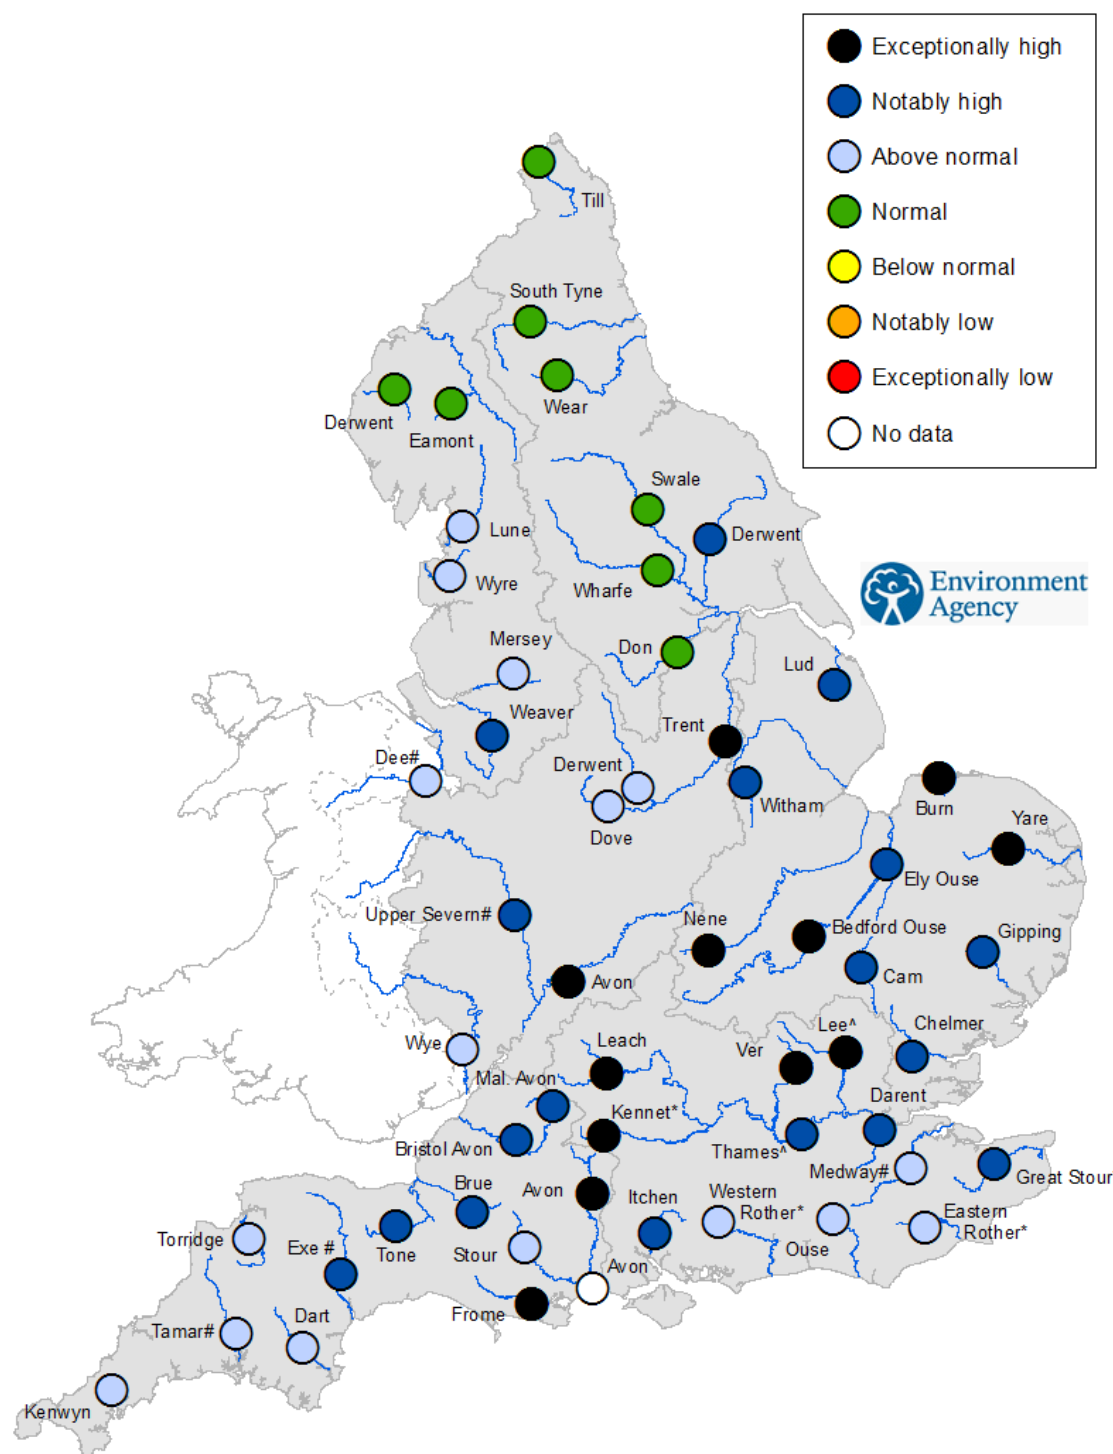 Exceptionally high
Notably high
Above normal
Normal
Below normal
Notably low
Exceptionally low
No data
Till
South Tyne
Wear
Derwent
Eamont
Swale
Lune
Derwent
Wyre
Wharfe
Environment
Agency
Mersey
Don
Lud
Weaver
Trent
Dee#
Derwent
Witham
Burn
Dove
Yare
Ely Ouse
Upper Severn#
Nene
Bedford Ouse
Gipping
Avon
Cam
Chelmer
Lee^
Wye
Leach
Ver
Mal. Avon
Darent
Kennet*
Bristol Avon
Thames^
Medway#
Great Stour
Brue
Avon
Itchen
Western
Rother*
Eastern
Rother*
Torridge
Exe #
Tone
Stour
Ouse
Avon
Frome
Dart
Tamar#
Kenwyn